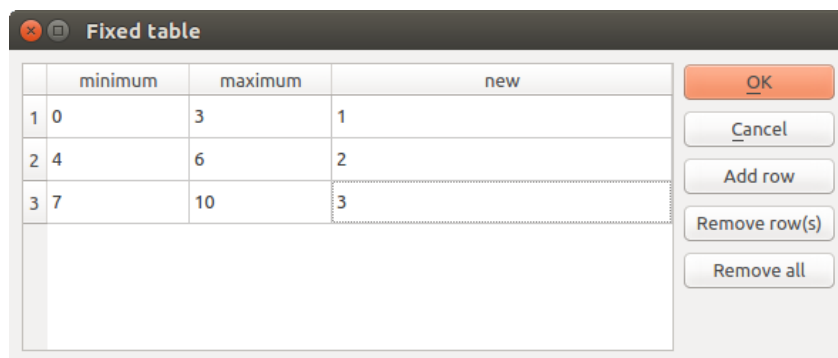 Fixed table
minimum maximum new
1 0 3 1
2 4 6 2
3 7 10 3
OK
Cancel
Add row
Remove row(s)
Remove all